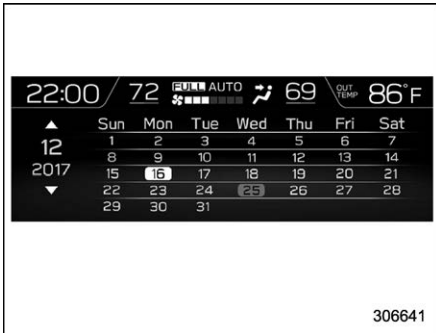 22:00 72 FULL AUTO 69 OUT TEMP 86°F
Sun Mon Tue Wed Thu Fri Sat
12
2017
1 2 3 4 5 6 7
8 9 10 11 12 13 14
15 16 17 18 19 20 21
22 23 24 25 26 27 28
29 30 31
306641